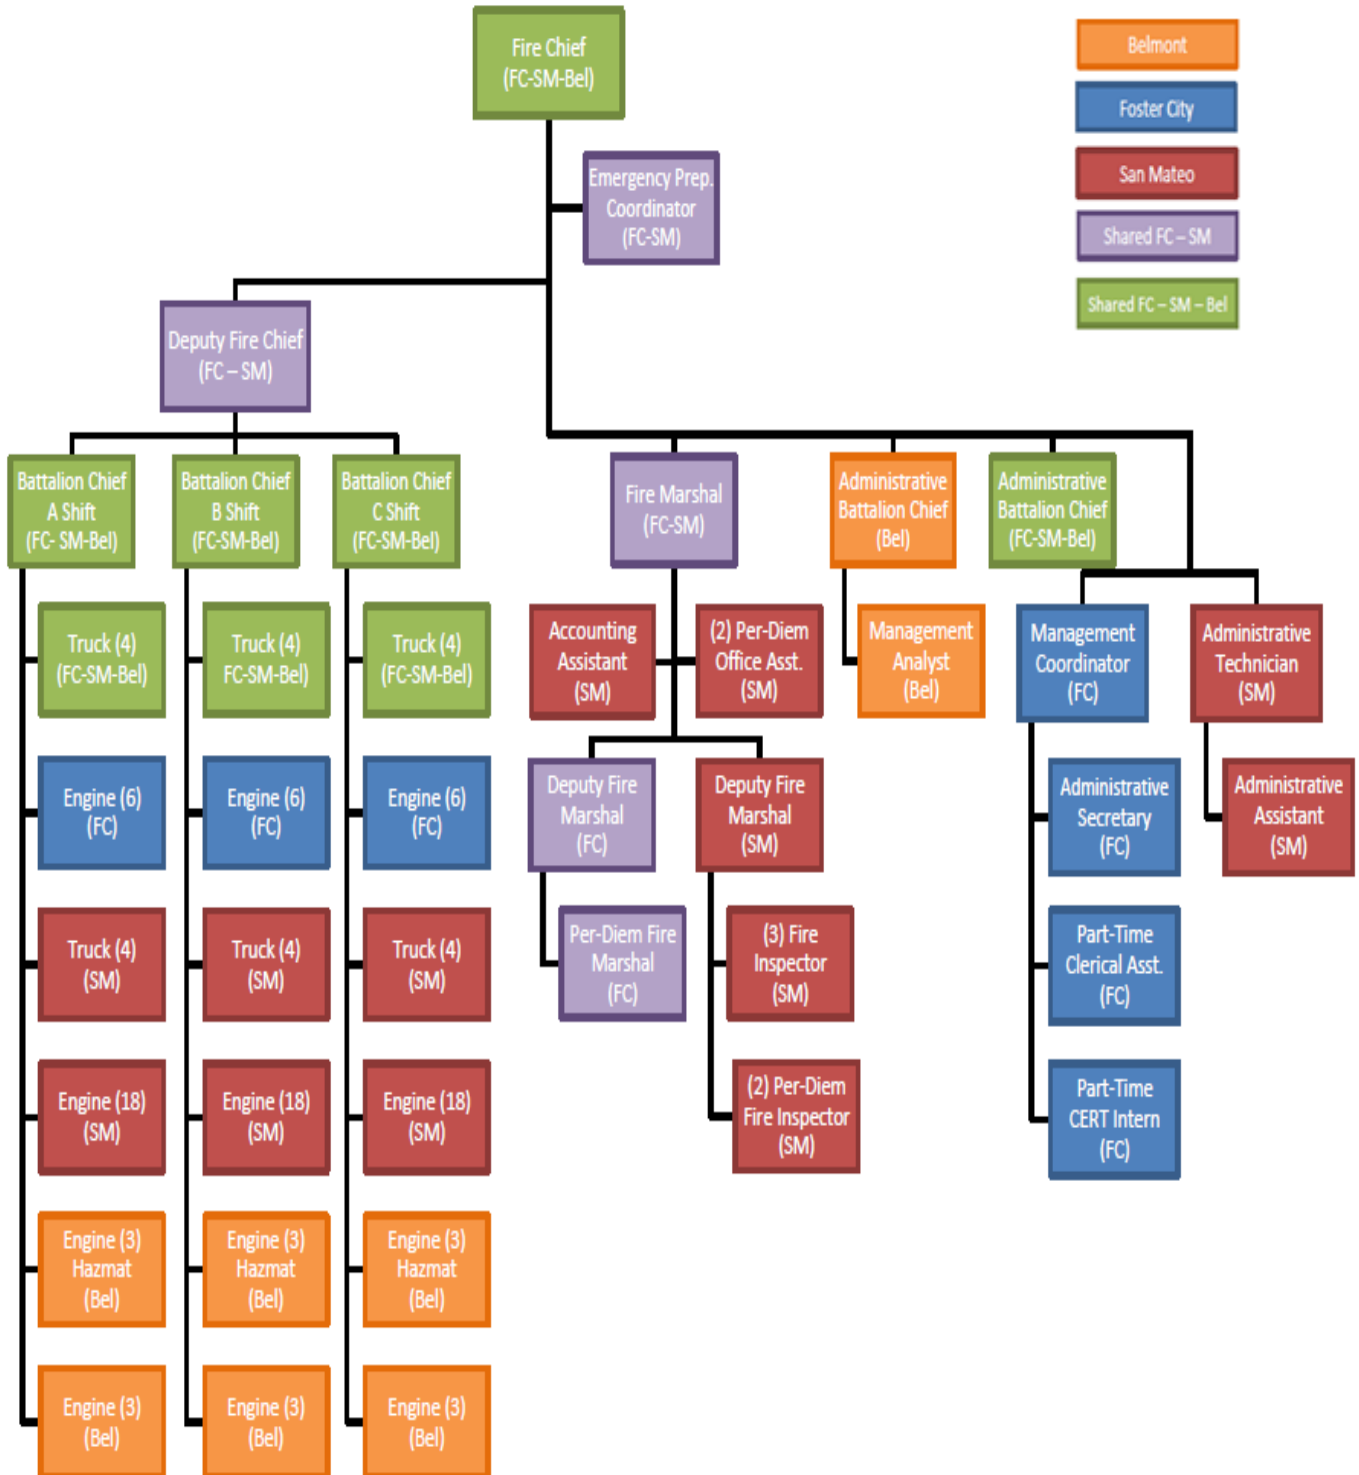 Fire Chief
(FC-SM-Bel)
Belmont
Foster City
San Mateo
Shared FC – SM
Shared FC – SM – Bel
Emergency Prep.
Coordinator
(FC-SM)
Deputy Fire Chief
(FC – SM)
Battalion Chief
A Shift
(FC- SM-Bel)
Battalion Chief
B Shift
(FC-SM-Bel)
Battalion Chief
C Shift
(FC-SM-Bel)
Fire Marshal
(FC-SM)
Administrative
Battalion Chief
(Bel)
Administrative
Battalion Chief
(FC-SM-Bel)
Truck (4)
(FC-SM-Bel)
Truck (4)
FC-SM-Bel)
Truck (4)
(FC-SM-Bel)
Accounting
Assistant
(SM)
(2) Per-Diem
Office Asst.
(SM)
Management
Analyst
(Bel)
Management
Coordinator
(FC)
Administrative
Technician
(SM)
Engine (6)
(FC)
Engine (6)
(FC)
Engine (6)
(FC)
Deputy Fire
Marshal
(FC)
Deputy Fire
Marshal
(SM)
Administrative
Secretary
(FC)
Administrative
Assistant
(SM)
Truck (4)
(SM)
Truck (4)
(SM)
Truck (4)
(SM)
Per-Diem Fire
Marshal
(FC)
(3) Fire
Inspector
(SM)
Part-Time
Clerical Asst.
(FC)
Engine (18)
(SM)
Engine (18)
(SM)
Engine (18)
(SM)
(2) Per-Diem
Fire Inspector
(SM)
Part-Time
CERT Intern
(FC)
Engine (3)
Hazmat
(Bel)
Engine (3)
Hazmat
(Bel)
Engine (3)
Hazmat
(Bel)
Engine (3)
(Bel)
Engine (3)
(Bel)
Engine (3)
(Bel)